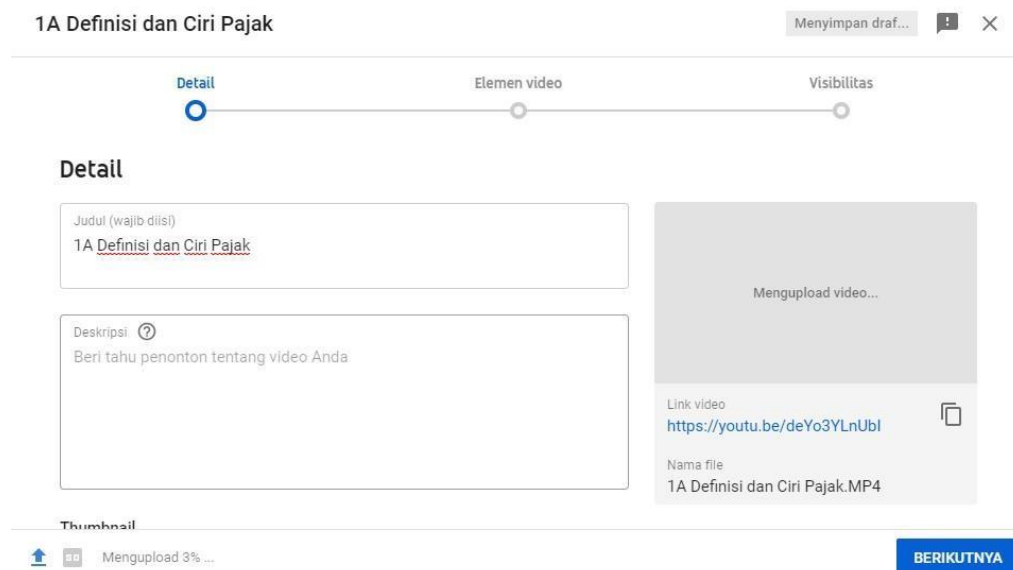 1A Definisi dan Ciri Pajak
Menyimpan draf...
Detail
Elemen video
Visibilitas
Detail
Judul (wajib diisi)
1A Definisi dan Ciri Pajak
Mengupload video...
Deskripsi
Beri tahu penonton tentang video Anda
Link video
https://youtu.be/deYo3YLnUbI
Nama file
1A Definisi dan Ciri Pajak.MP4
Thumbnail
SD
Mengupload 3% ...
BERIKUTNYA